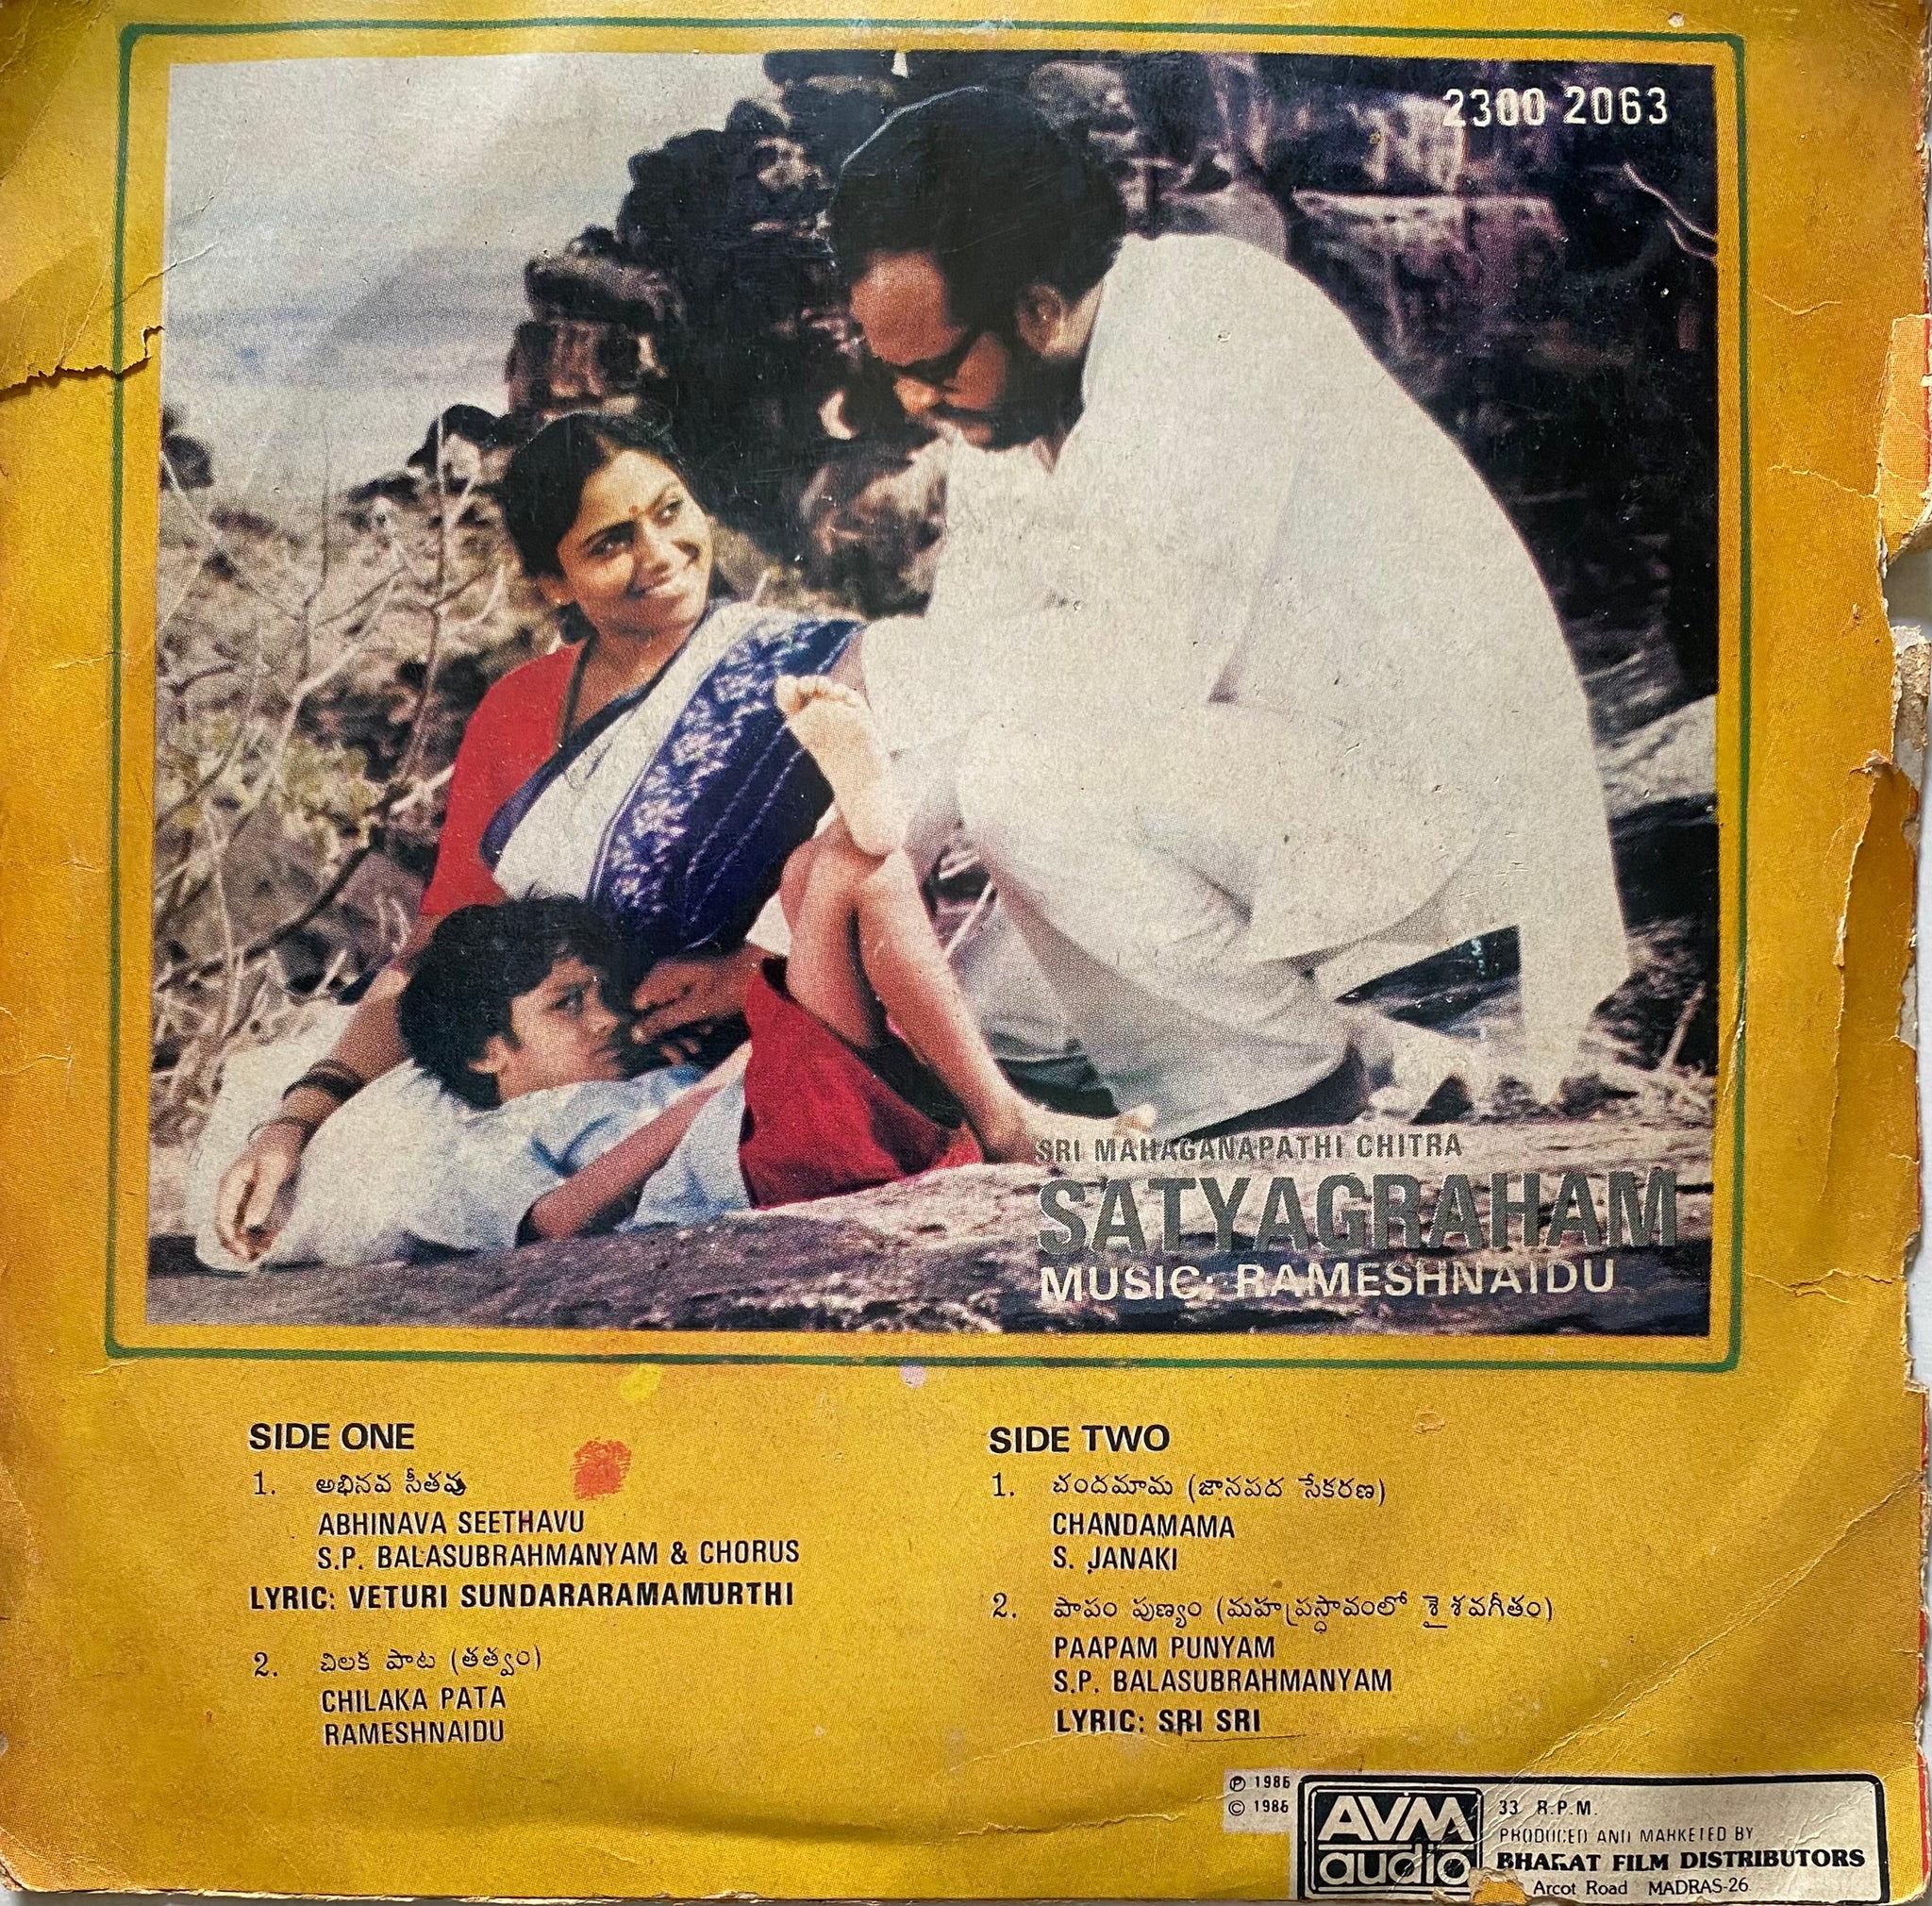 2300 2063
SRI MAHAGANAPATHI CHITRA
SATYAGRAHAM
MUSIC: RAMESHNAIDU
SIDE ONE
1. అభినవ సీతవు
ABHINAVA SEETHAVU
S.P. BALASUBRAHMANYAM & CHORUS
LYRIC: VETURI SUNDARARAMAMURTHI
2. చిలక పాట (తత్వం)
CHILAKA PATA
RAMESHNAIDU
SIDE TWO
1. చందమామ (జానపద సేకరణ)
CHANDAMAMA
S. JANAKI
2. పాపం పుణ్యం (మహప్రస్థావంలో శైశవగీతం)
PAAPAM PUNYAM
S.P. BALASUBRAHMANYAM
LYRIC: SRI SRI
℗ 1986
© 1986
AVM
audio
33 R.P.M.
PRODUCED AND MARKETED BY
BHARAT FILM DISTRIBUTORS
Arcot Road MADRAS-26